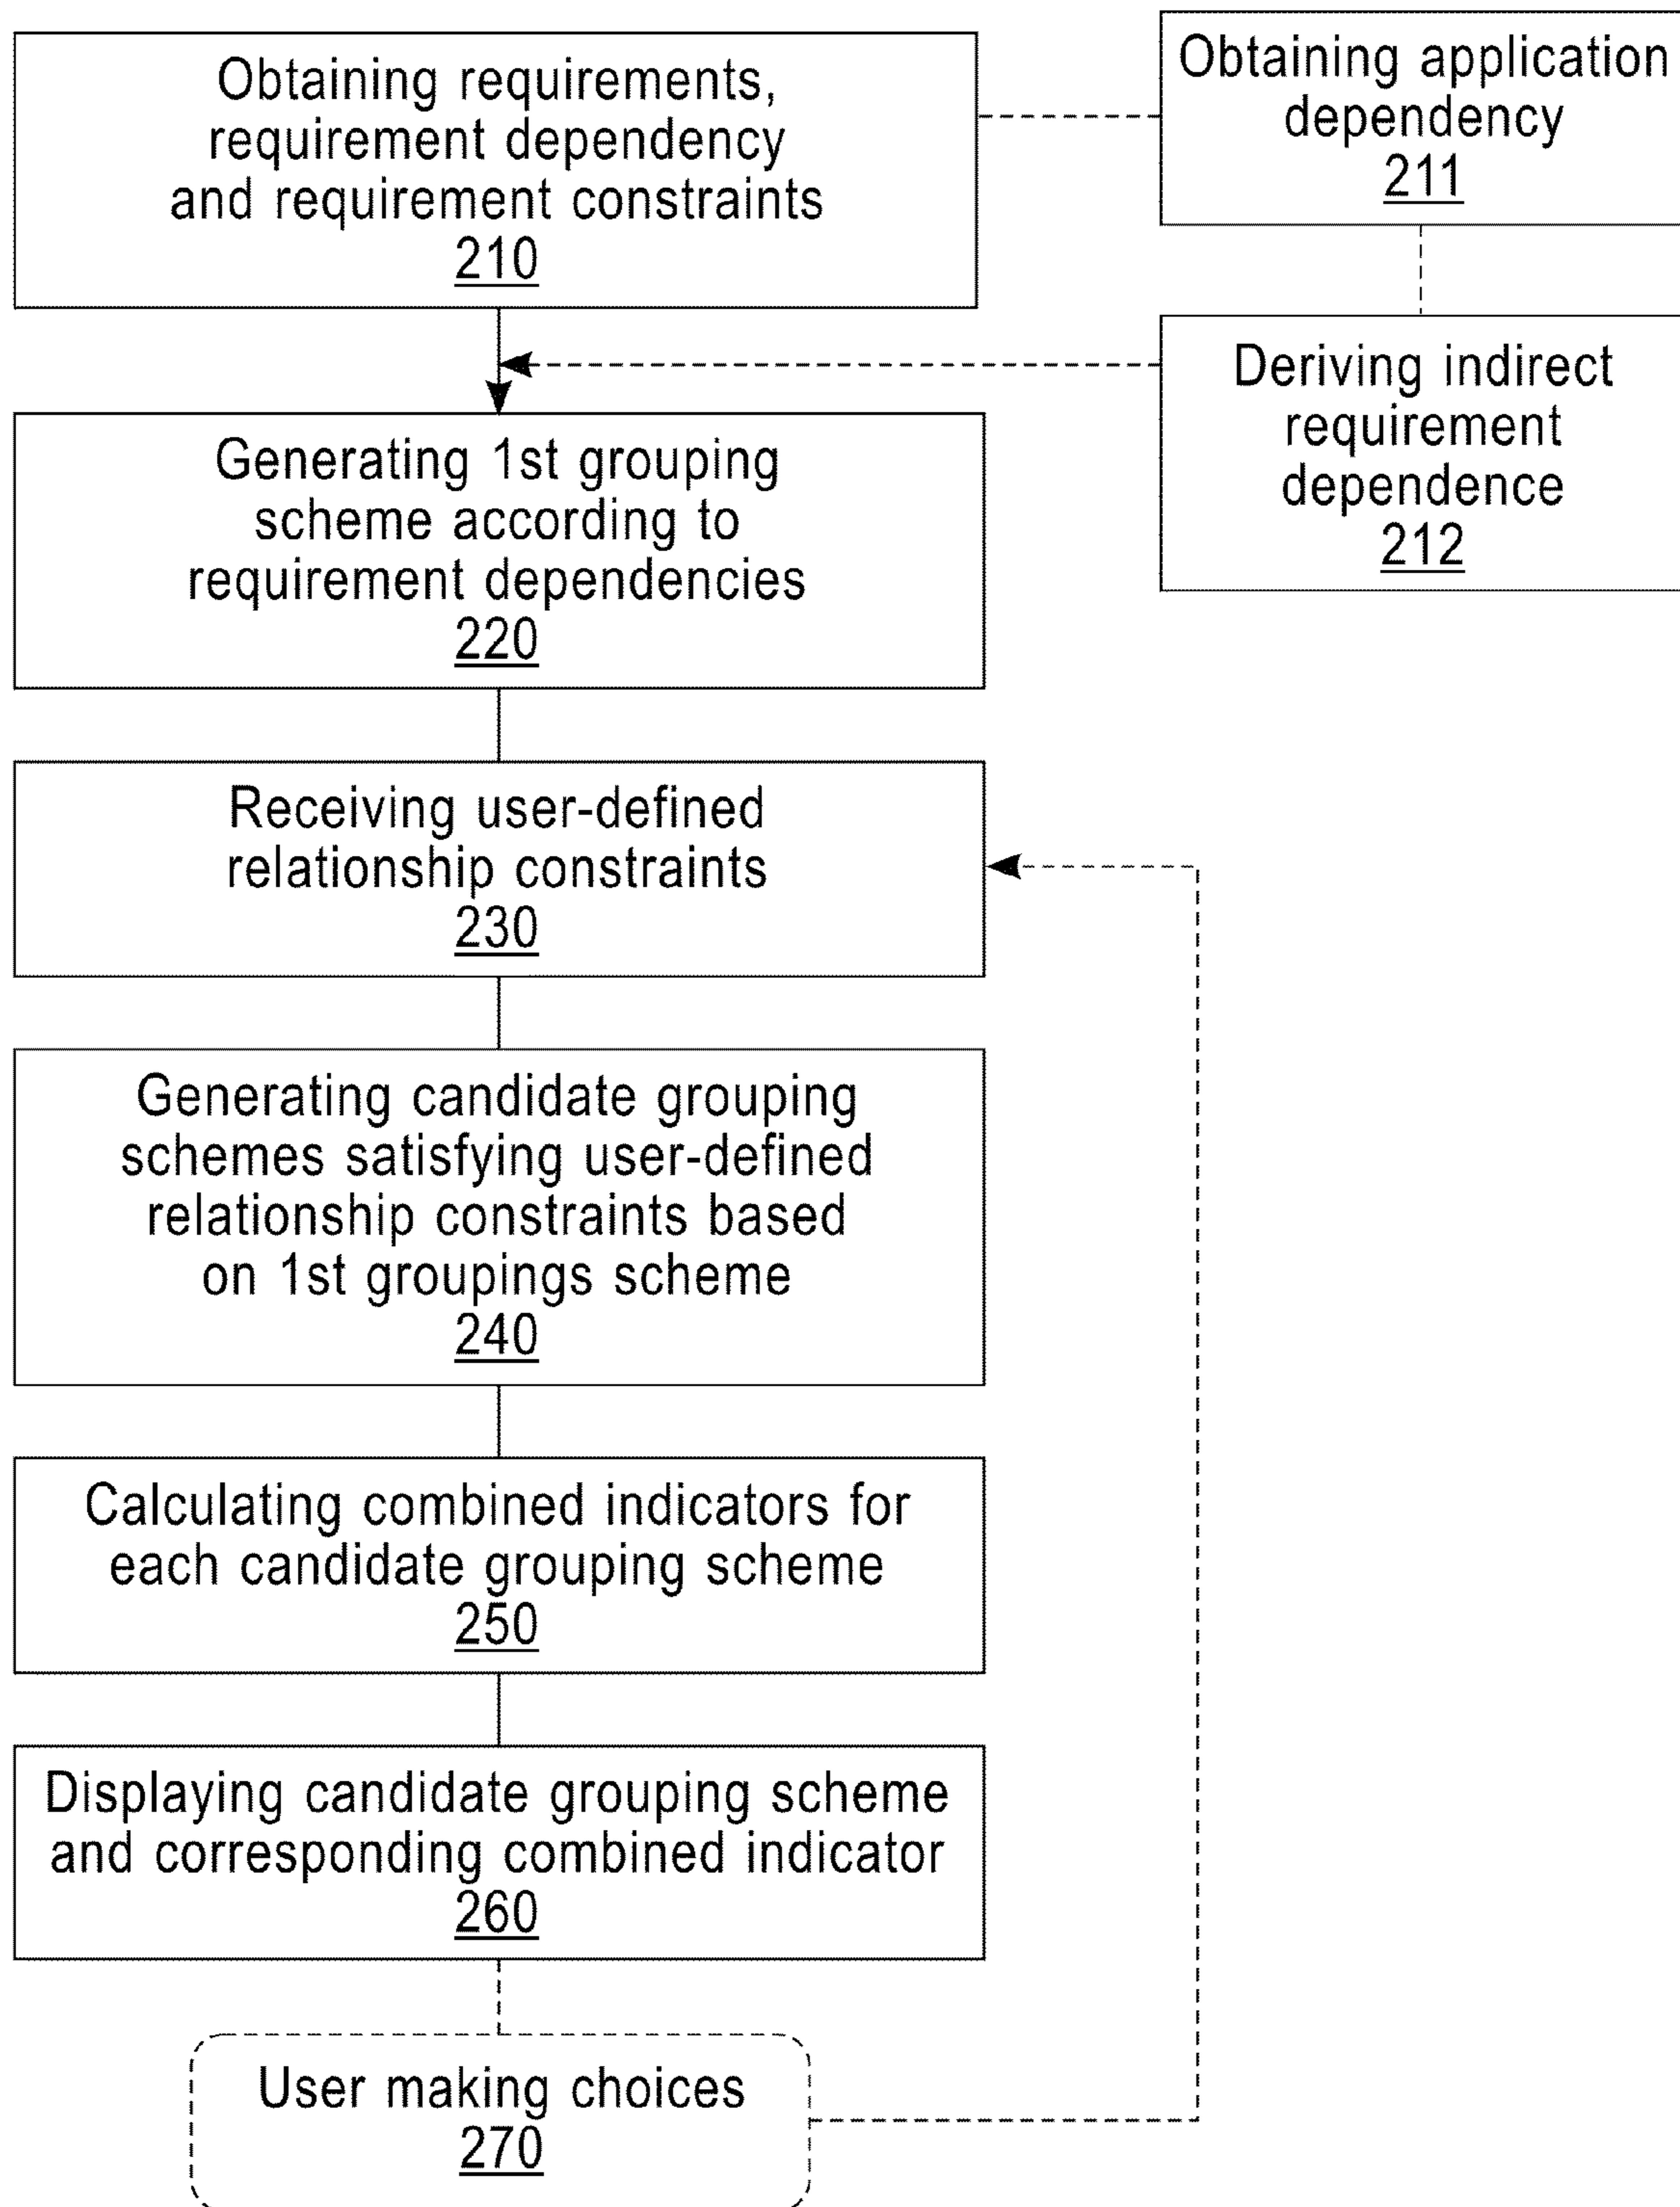 Obtaining requirements,
requirement dependency
and requirement constraints
210
Obtaining application
dependency
211
Deriving indirect
requirement
dependence
212
Generating 1st grouping
scheme according to
requirement dependencies
220
Receiving user-defined
relationship constraints
230
Generating candidate grouping
schemes satisfying user-defined
relationship constraints based
on 1st groupings scheme
240
Calculating combined indicators for
each candidate grouping scheme
250
Displaying candidate grouping scheme
and corresponding combined indicator
260
User making choices
270